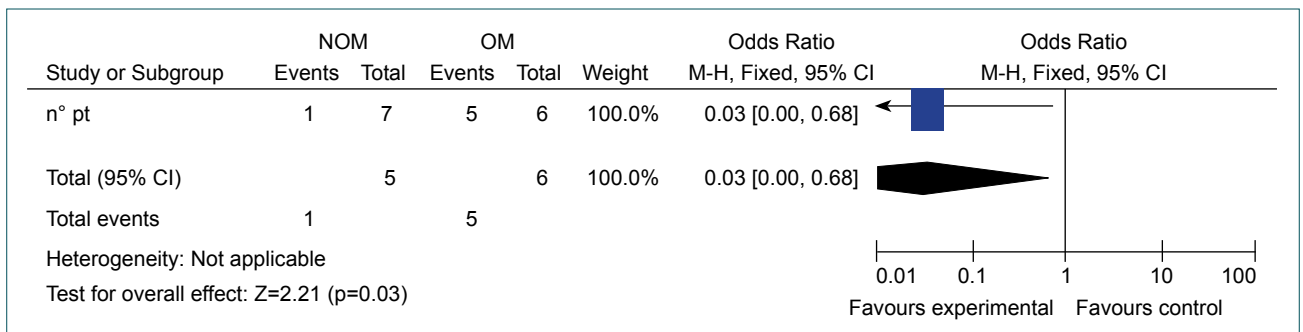 NOM OM Odds Ratio Odds Ratio
Study or Subgroup Events Total Events Total Weight M-H, Fixed, 95% CI M-H, Fixed, 95% CI
n° pt 1 7 5 6 100.0% 0.03 [0.00, 0.68]
Total (95% CI) 5 6 100.0% 0.03 [0.00, 0.68]
Total events 1 5
Heterogeneity: Not applicable
Test for overall effect: Z=2.21 (p=0.03)
0.01 0.1 1 10 100
Favours experimental Favours control